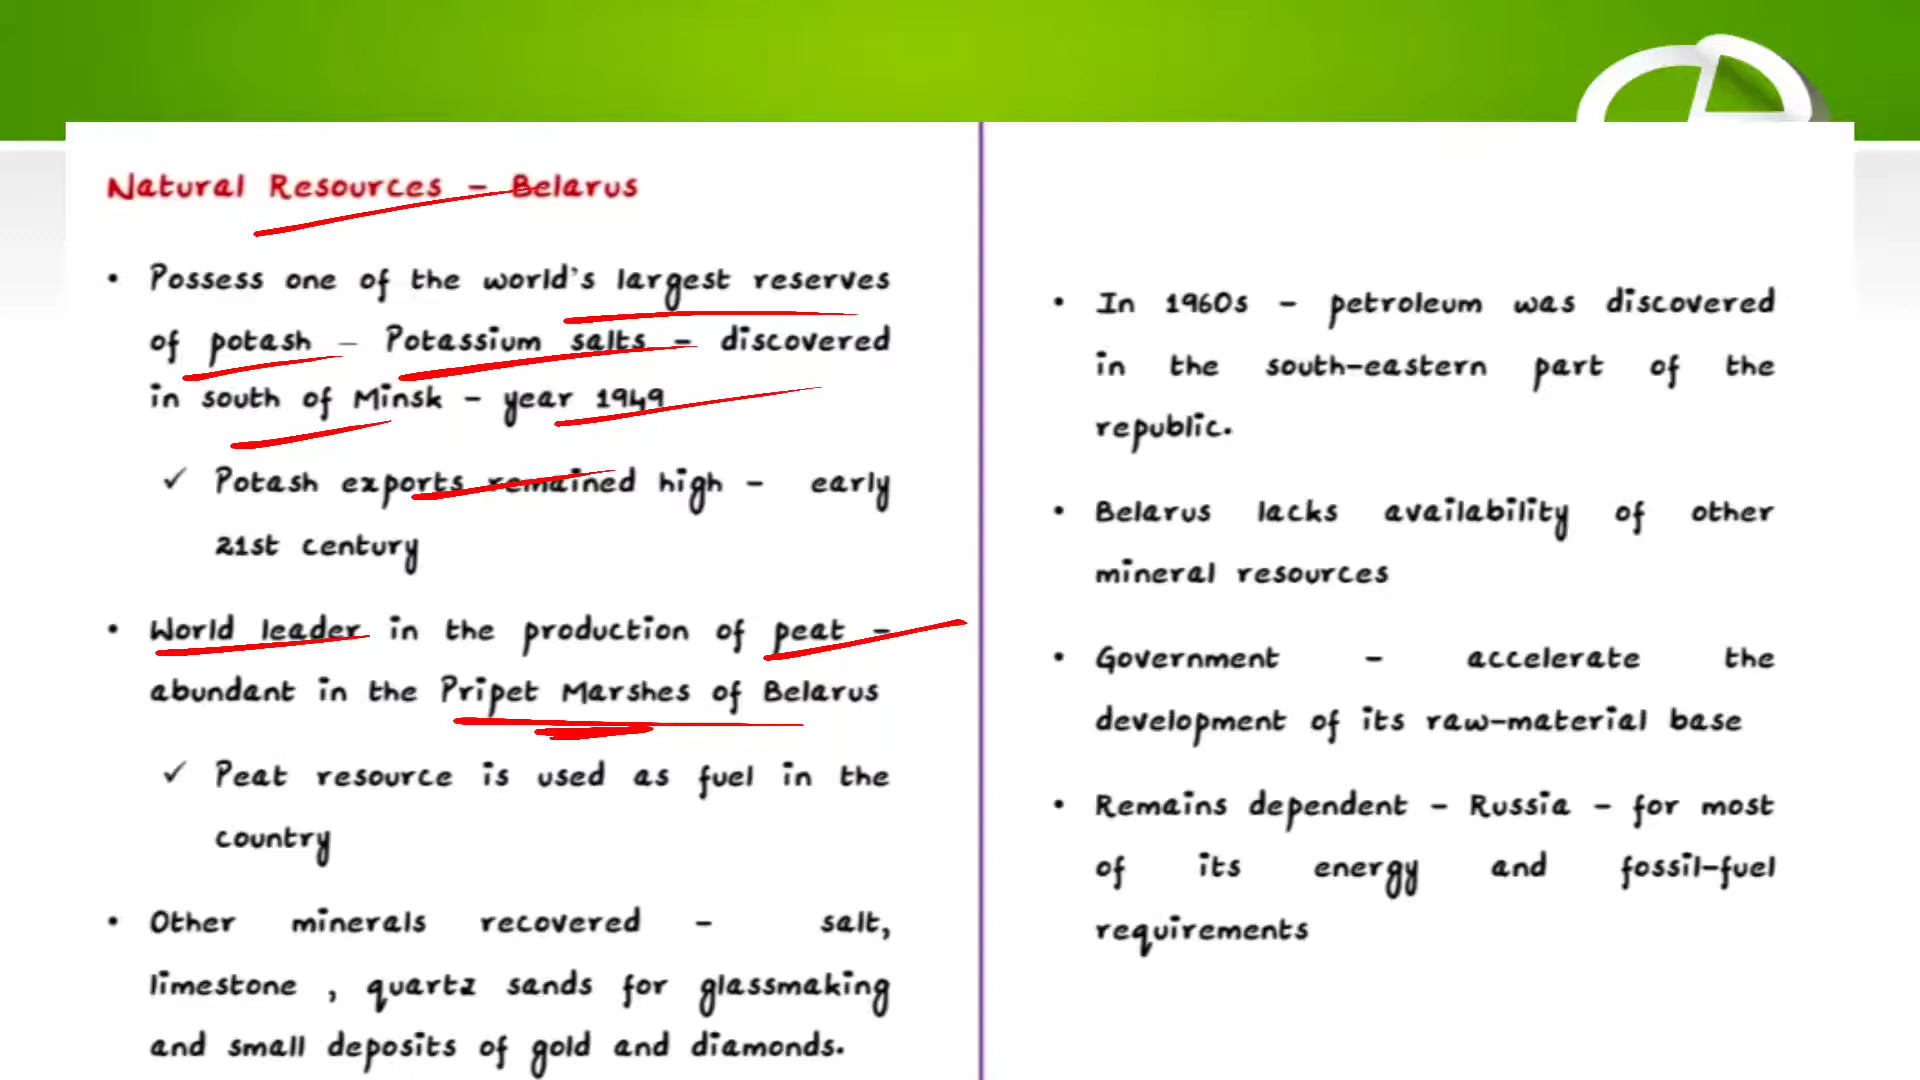 Natural Resources - Belarus
• Possess one of the world's largest reserves
of potash – Potassium salts - discovered
in south of Minsk - year 1949
✓ Potash exports remained high - early
21st century
• World leader in the production of peat -
abundant in the Pripet Marshes of Belarus
✓ Peat resource is used as fuel in the
country
• Other minerals recovered - salt,
limestone , quartz sands for glassmaking
and small deposits of gold and diamonds.
• In 1960s - petroleum was discovered
in the south-eastern part of the
republic.
• Belarus lacks availability of other
mineral resources
• Government - accelerate the
development of its raw-material base
• Remains dependent - Russia - for most
of its energy and fossil-fuel
requirements